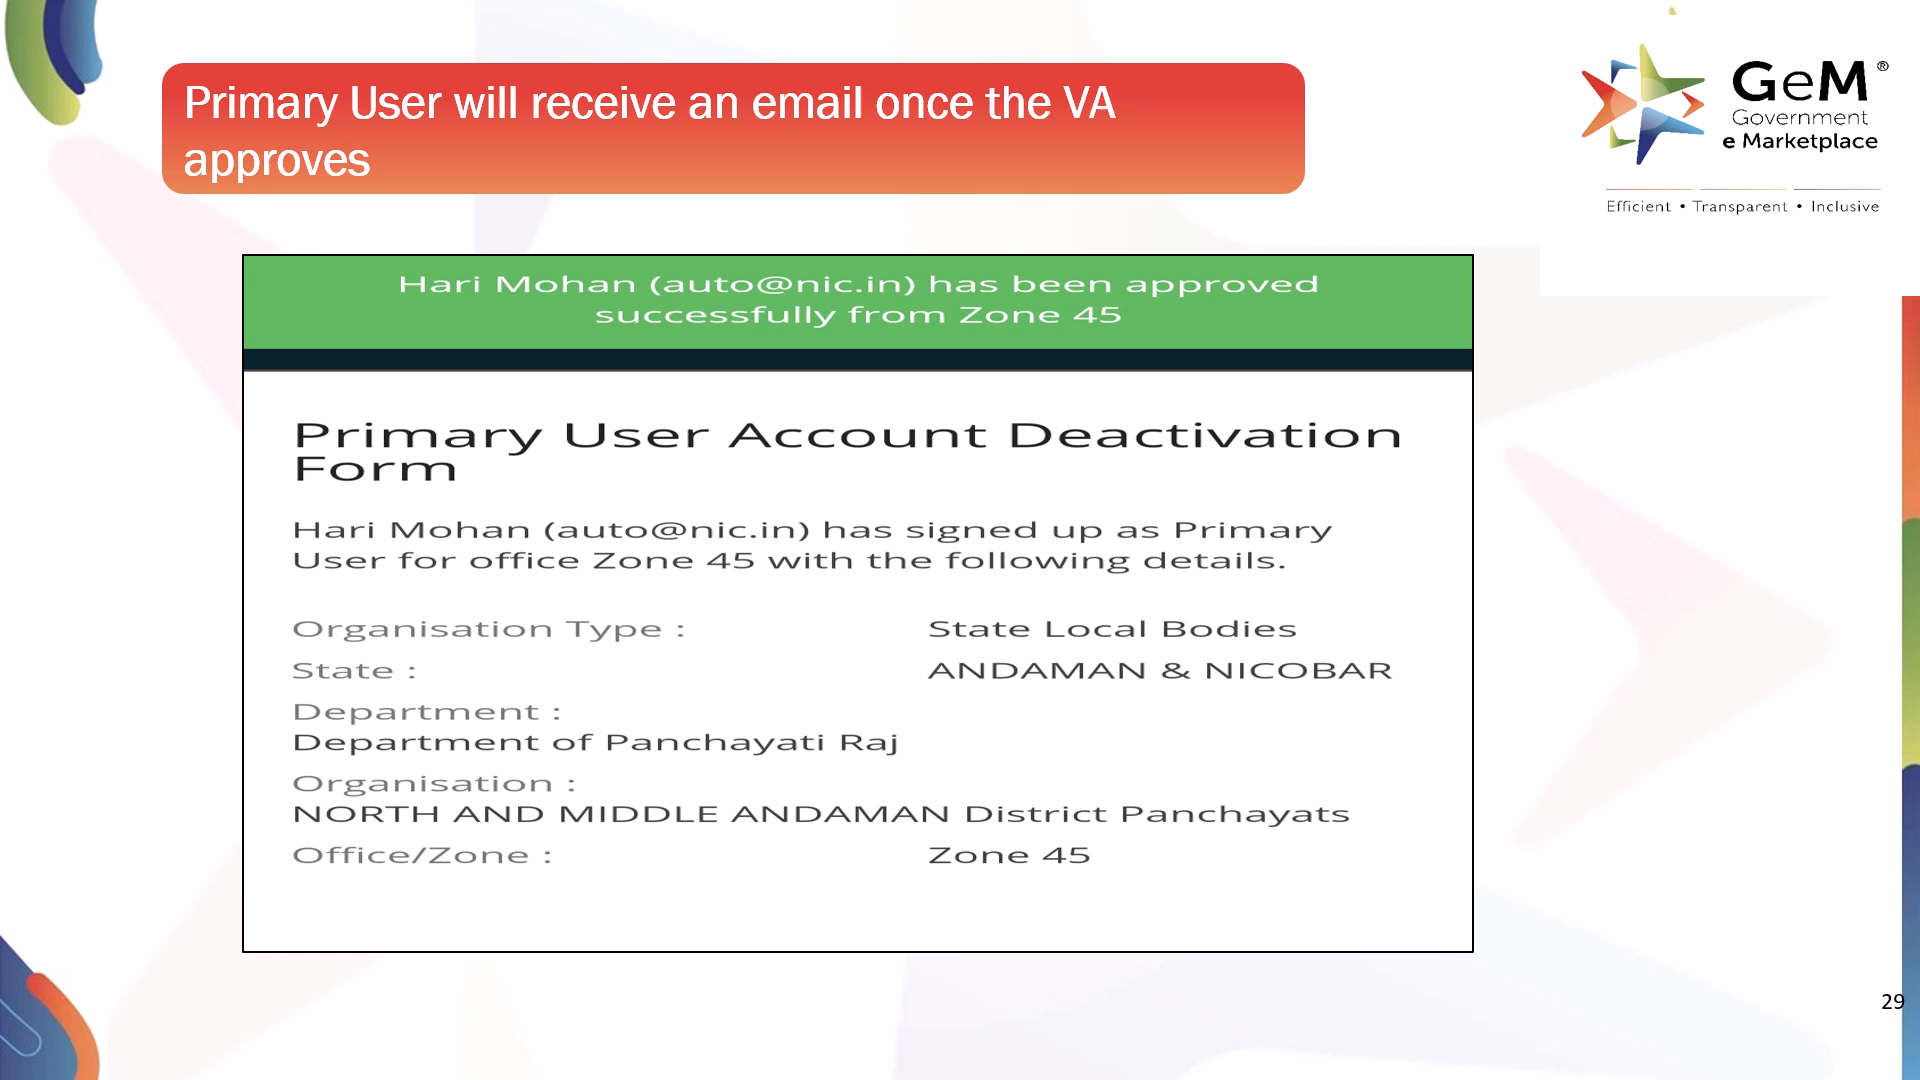 Primary User will receive an email once the VA
approves
GeM®
Government
e Marketplace
Efficient • Transparent • Inclusive
Hari Mohan (auto@nic.in) has been approved
successfully from Zone 45
Primary User Account Deactivation
Form
Hari Mohan (auto@nic.in) has signed up as Primary
User for office Zone 45 with the following details.
Organisation Type : State Local Bodies
State : ANDAMAN & NICOBAR
Department :
Department of Panchayati Raj
Organisation :
NORTH AND MIDDLE ANDAMAN District Panchayats
Office/Zone : Zone 45
29